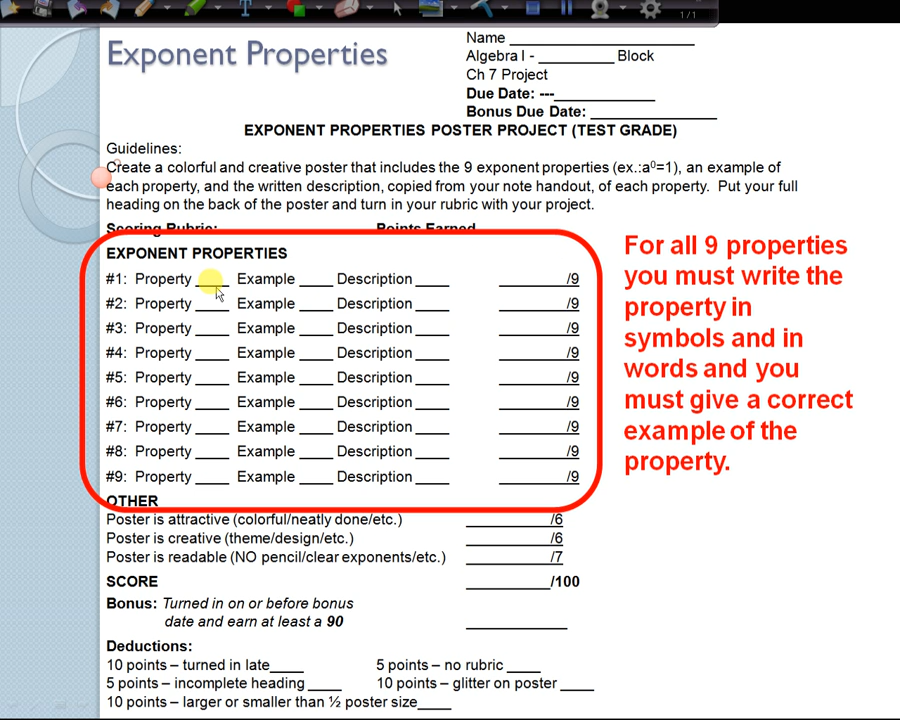 1/1
Exponent Properties
Name ____________________
Algebra I - __________ Block
Ch 7 Project
Due Date: ---____________
Bonus Due Date: ______________
EXPONENT PROPERTIES POSTER PROJECT (TEST GRADE)
Guidelines:
Create a colorful and creative poster that includes the 9 exponent properties (ex.:a⁰=1), an example of
each property, and the written description, copied from your note handout, of each property. Put your full
heading on the back of the poster and turn in your rubric with your project.
Scoring Rubric: Points Earned
EXPONENT PROPERTIES
#1: Property ____ Example ____ Description ____ ________/9
#2: Property ____ Example ____ Description ____ ________/9
#3: Property ____ Example ____ Description ____ ________/9
#4: Property ____ Example ____ Description ____ ________/9
#5: Property ____ Example ____ Description ____ ________/9
#6: Property ____ Example ____ Description ____ ________/9
#7: Property ____ Example ____ Description ____ ________/9
#8: Property ____ Example ____ Description ____ ________/9
#9: Property ____ Example ____ Description ____ ________/9
For all 9 properties
you must write the
property in
symbols and in
words and you
must give a correct
example of the
property.
OTHER
Poster is attractive (colorful/neatly done/etc.) __________/6
Poster is creative (theme/design/etc.) __________/6
Poster is readable (NO pencil/clear exponents/etc.) __________/7
SCORE __________/100
Bonus: Turned in on or before bonus
date and earn at least a 90 ____________
Deductions:
10 points – turned in late____ 5 points – no rubric ____
5 points – incomplete heading ____ 10 points – glitter on poster ____
10 points – larger or smaller than ½ poster size____